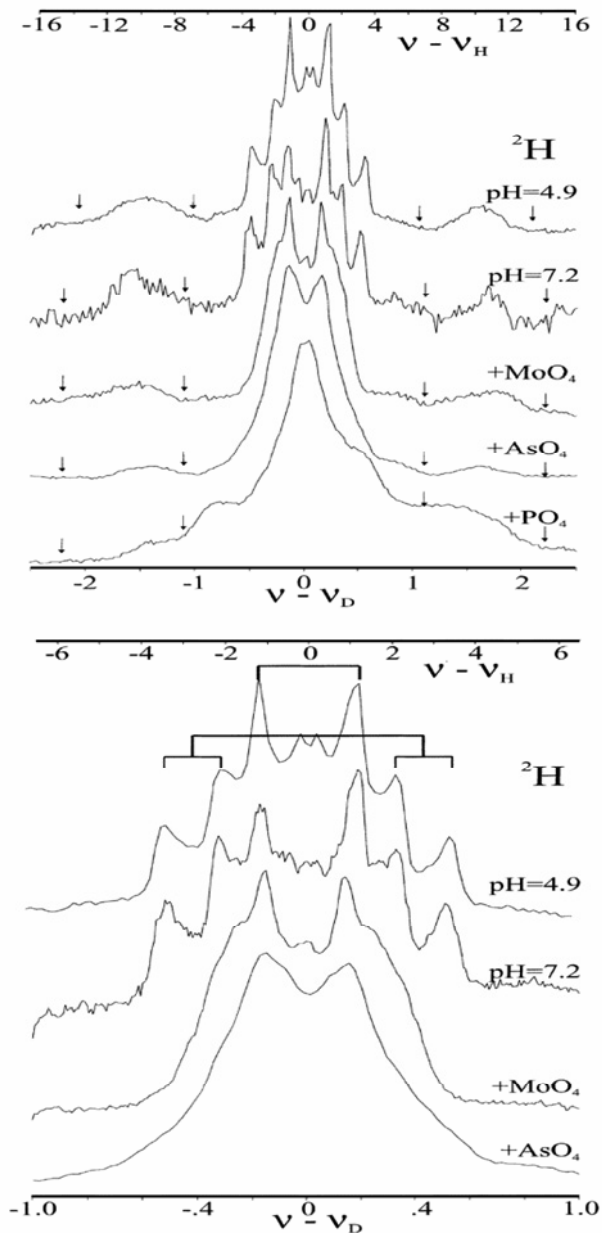 -16 -12 -8 -4 0 4 8 12 16
ν – ν_H
²H
pH=4.9
pH=7.2
+MoO₄
+AsO₄
+PO₄
-2 -1 0 1 2
ν – ν_D
-6 -4 -2 0 2 4 6
ν – ν_H
²H
pH=4.9
pH=7.2
+MoO₄
+AsO₄
-1.0 -.4 0 .4 1.0
ν – ν_D